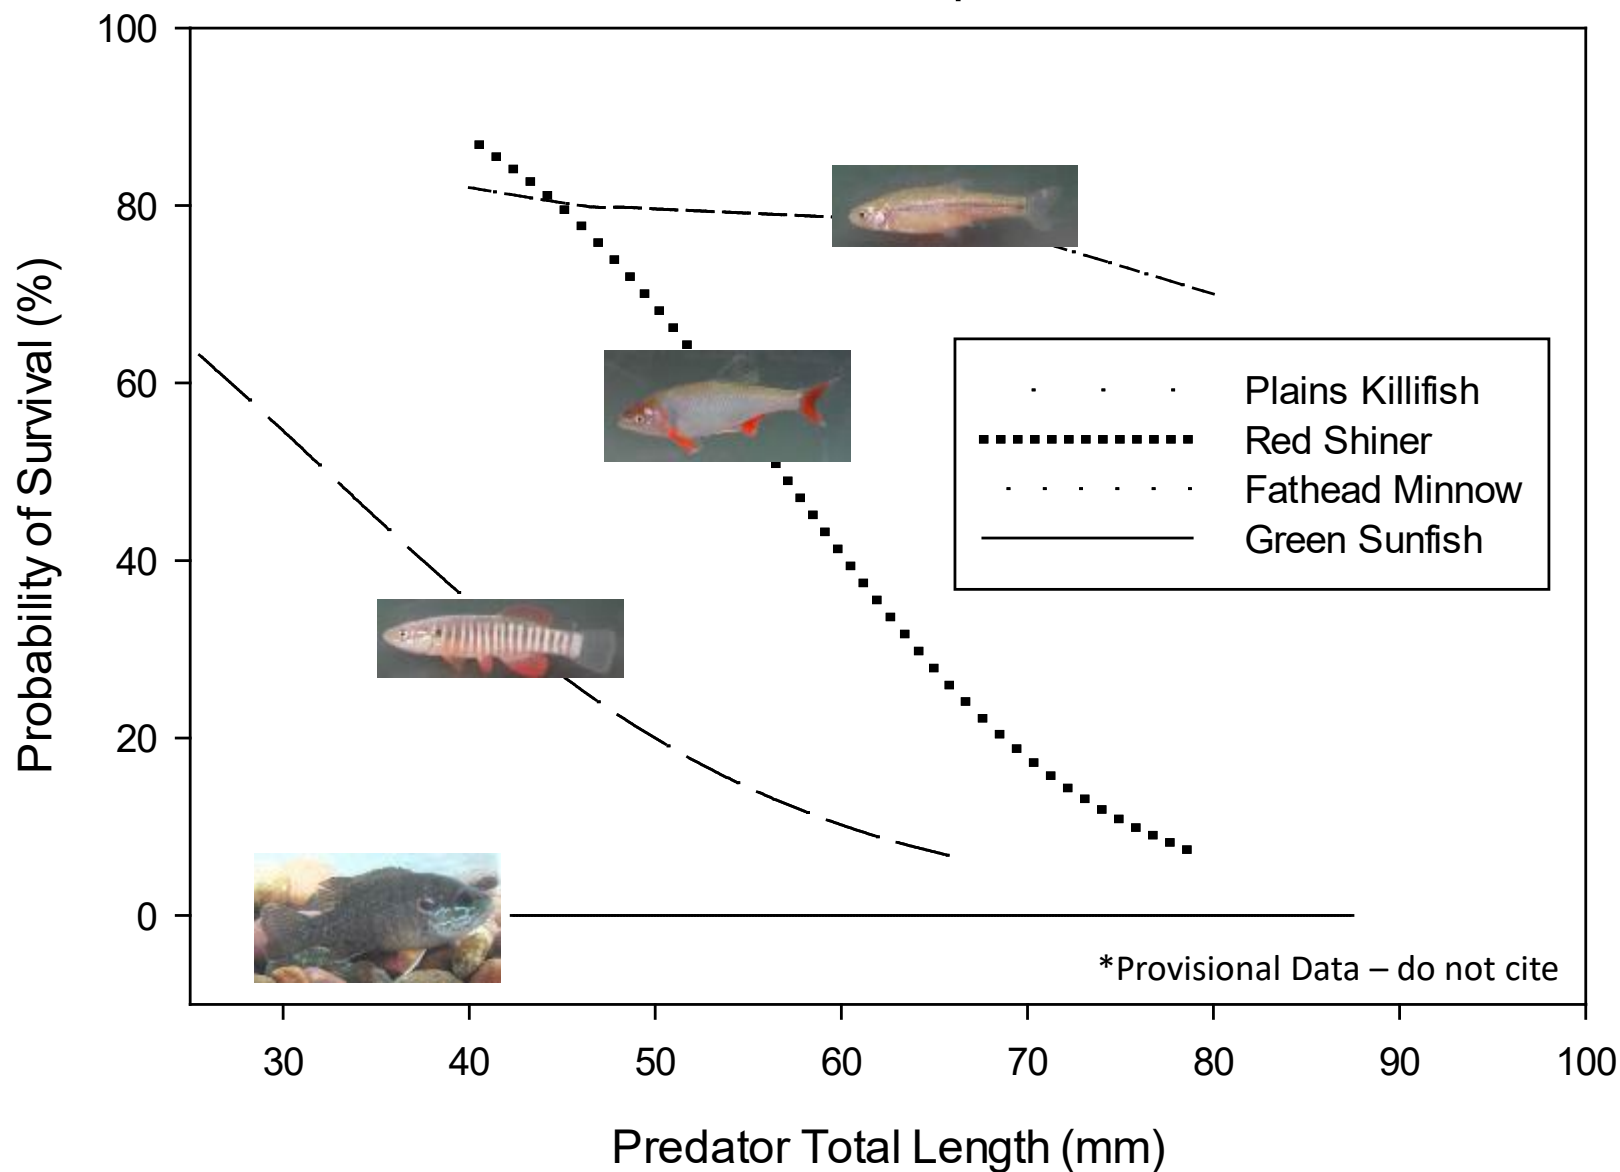 100
80
60
40
20
0
Probability of Survival (%)
Plains Killifish
Red Shiner
Fathead Minnow
Green Sunfish
*Provisional Data – do not cite
30 40 50 60 70 80 90 100
Predator Total Length (mm)